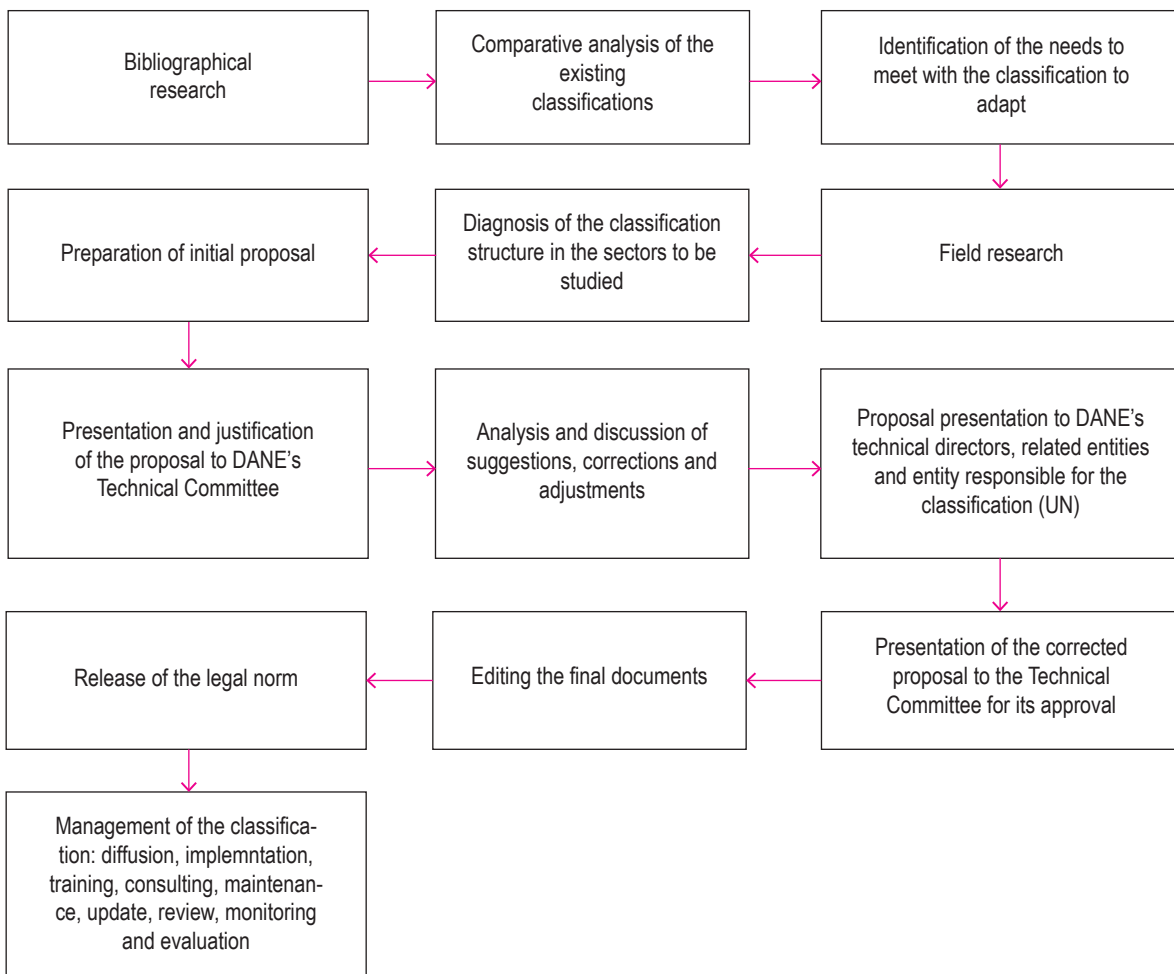 Bibliographical
research
Comparative analysis of the
existing
classifications
Identification of the needs to
meet with the classification to
adapt
Field research
Diagnosis of the classification
structure in the sectors to be
studied
Preparation of initial proposal
Presentation and justification
of the proposal to DANE's
Technical Committee
Analysis and discussion of
suggestions, corrections and
adjustments
Proposal presentation to DANE's
technical directors, related entities
and entity responsible for the
classification (UN)
Presentation of the corrected
proposal to the Technical
Committee for its approval
Editing the final documents
Release of the legal norm
Management of the classifica-
tion: diffusion, implemntation,
training, consulting, maintenan-
ce, update, review, monitoring
and evaluation